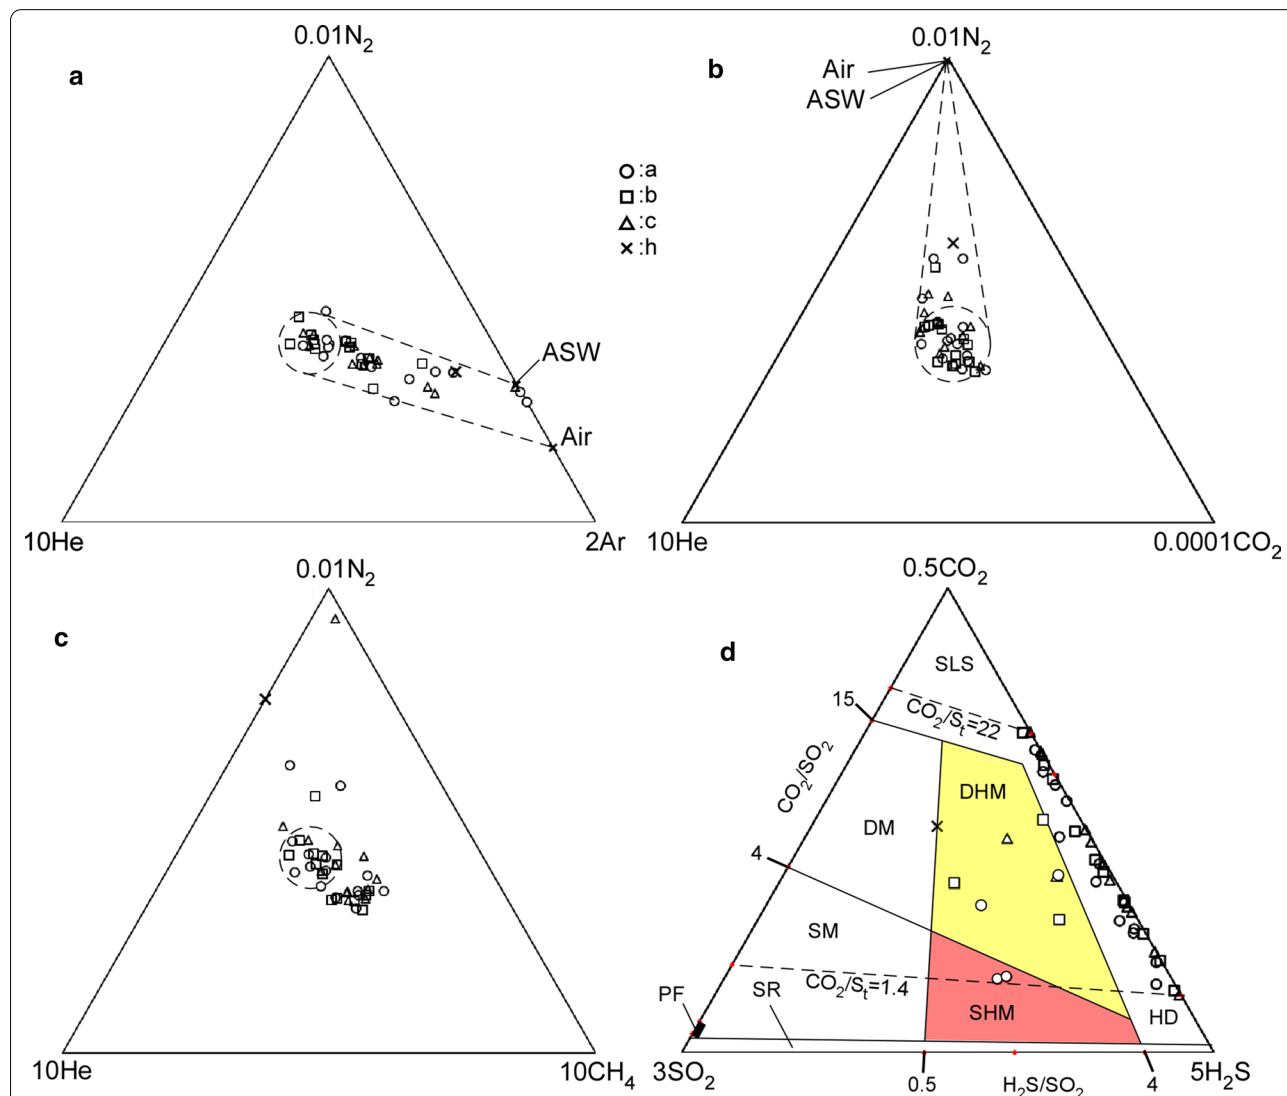 a
0.01N2
Air
ASW
10He
2Ar
:a
:b
:c
:h
b
0.01N2
Air
ASW
10He
0.0001CO2
c
0.01N2
10He
10CH4
d
0.5CO2
SLS
15
CO2/St=22
CO2/SO2
DHM
DM
4
SM
CO2/St=1.4
PF
SR
SHM
HD
3SO2
5H2S
0.5
H2S/SO2
4